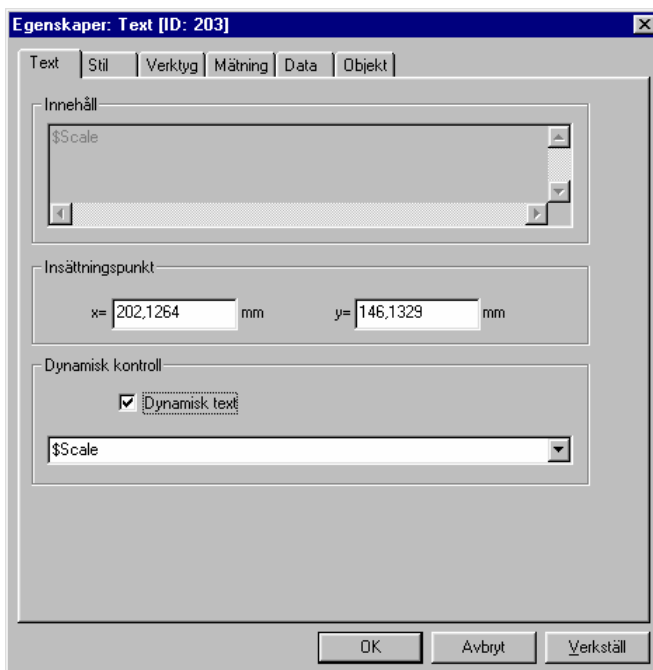 Egenskaper: Text [ID: 203]
Text Stil Verktyg Mätning Data Objekt
Innehåll
$Scale
Insättningspunkt
x= 202,1264 mm y= 146,1329 mm
Dynamisk kontroll
Dynamisk text
$Scale
OK Avbryt Verkställ